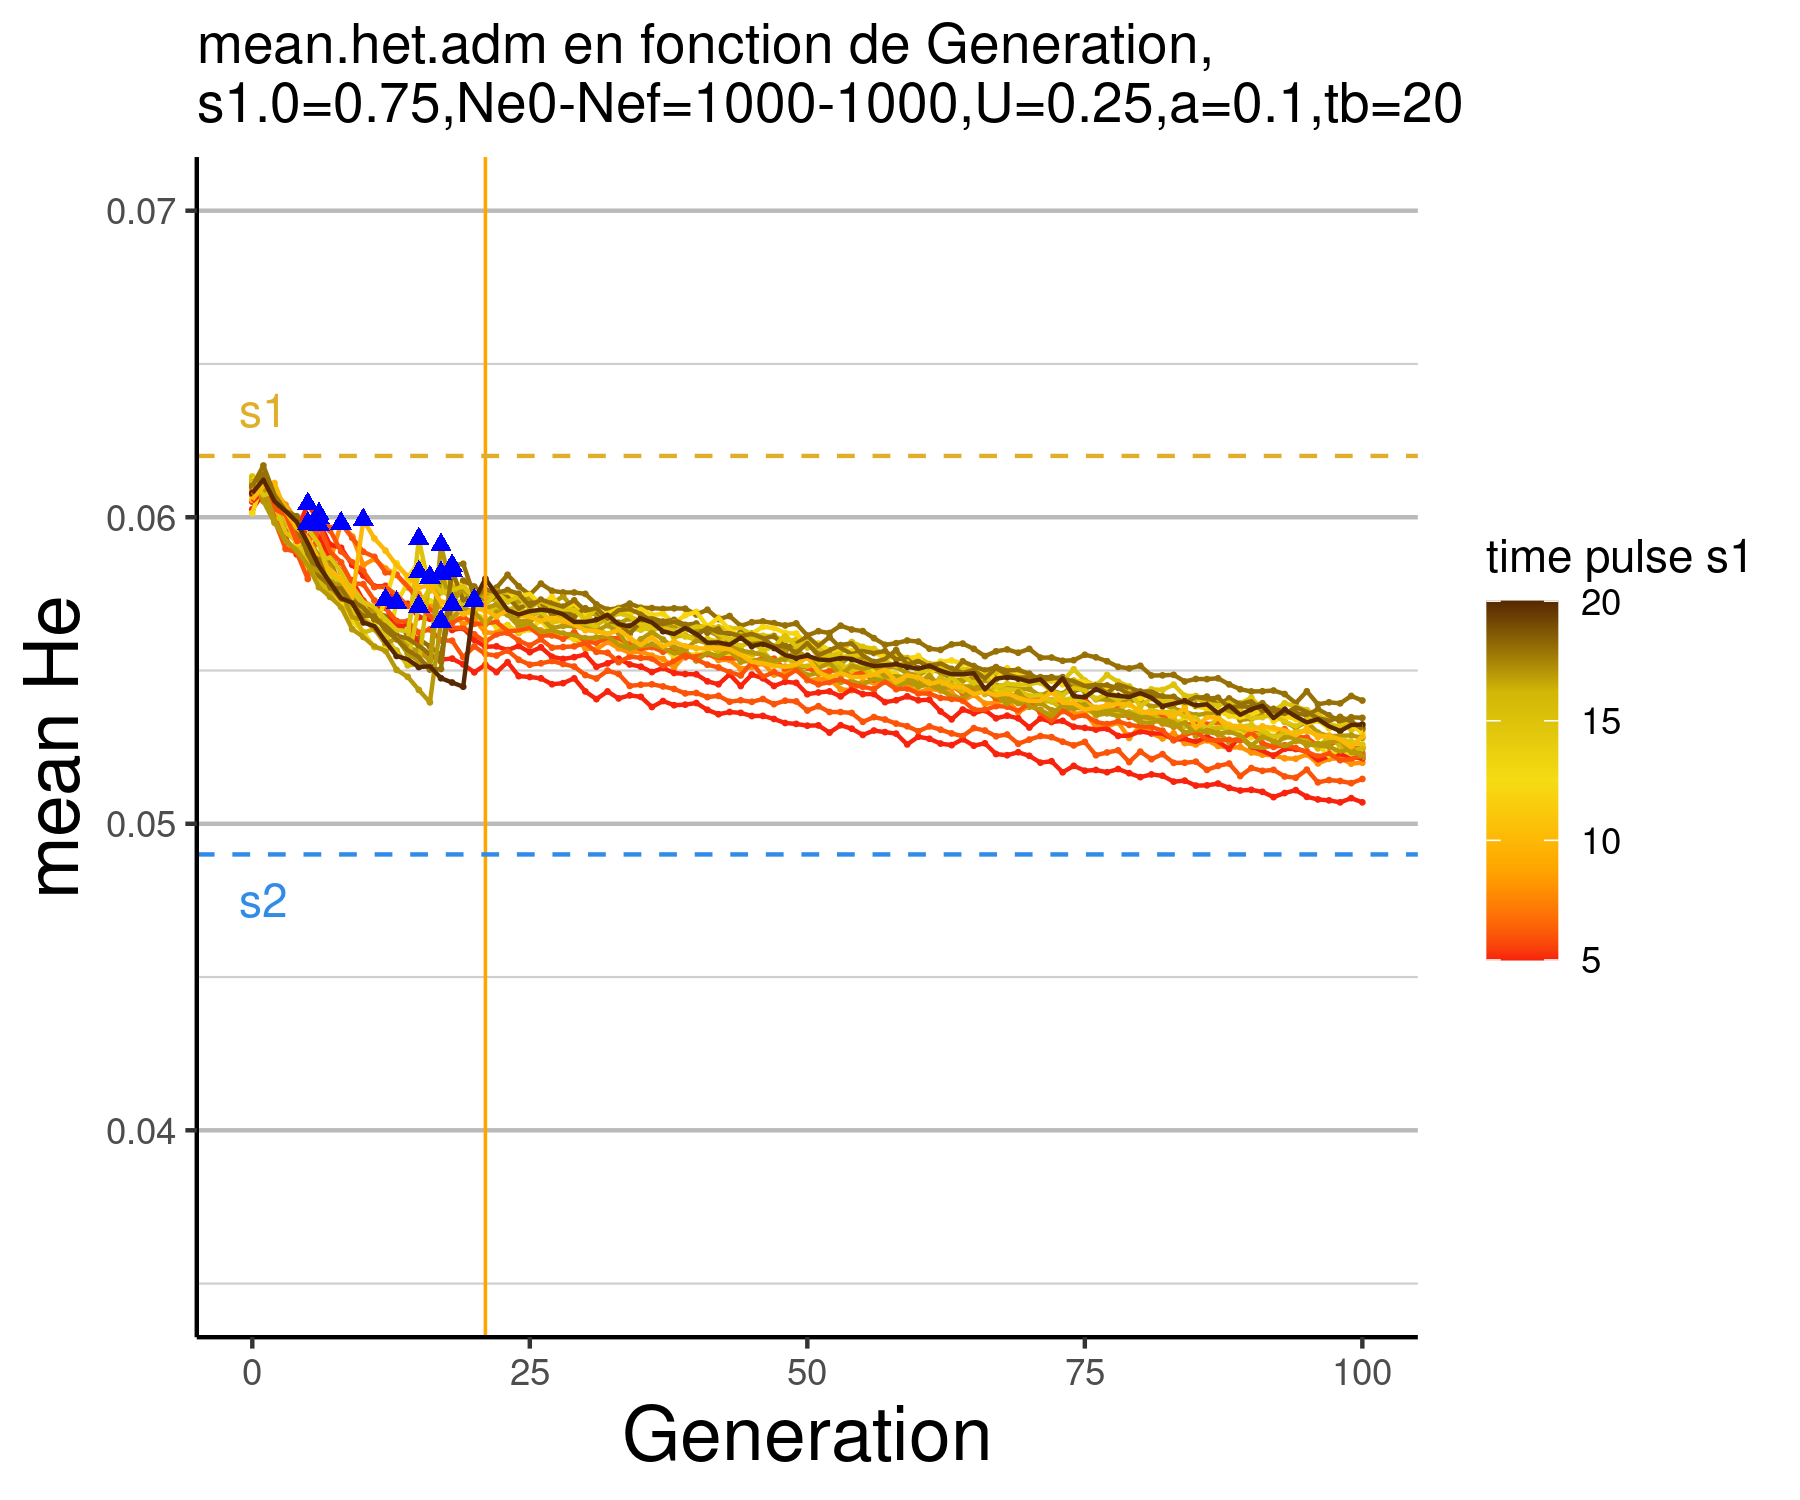 mean.het.adm en fonction de Generation,
s1.0=0.75,Ne0-Nef=1000-1000,U=0.25,a=0.1,tb=20
mean He
0.07
0.06
0.05
0.04
s1
s2
0
25
50
75
100
Generation
time pulse s1
20
15
10
5